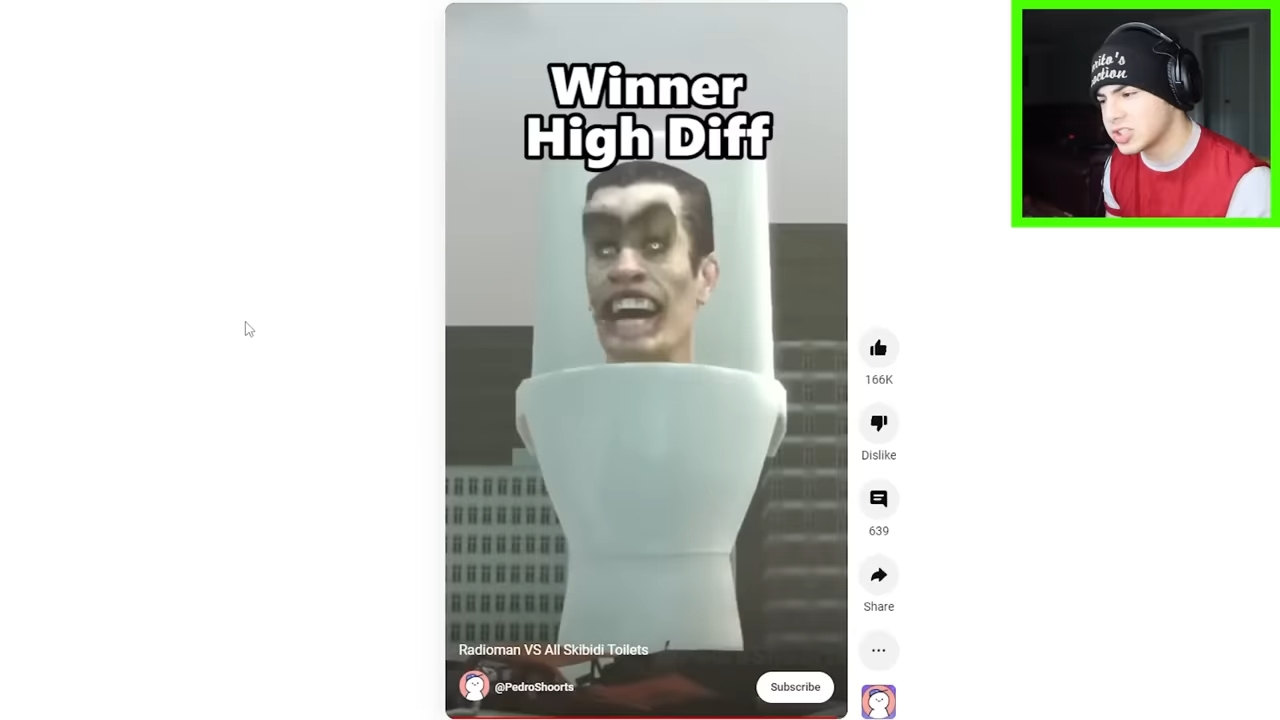 Winner
High Diff
166K
Dislike
639
Share
Radioman VS All Skibidi Toilets
@PedroShoorts
Subscribe